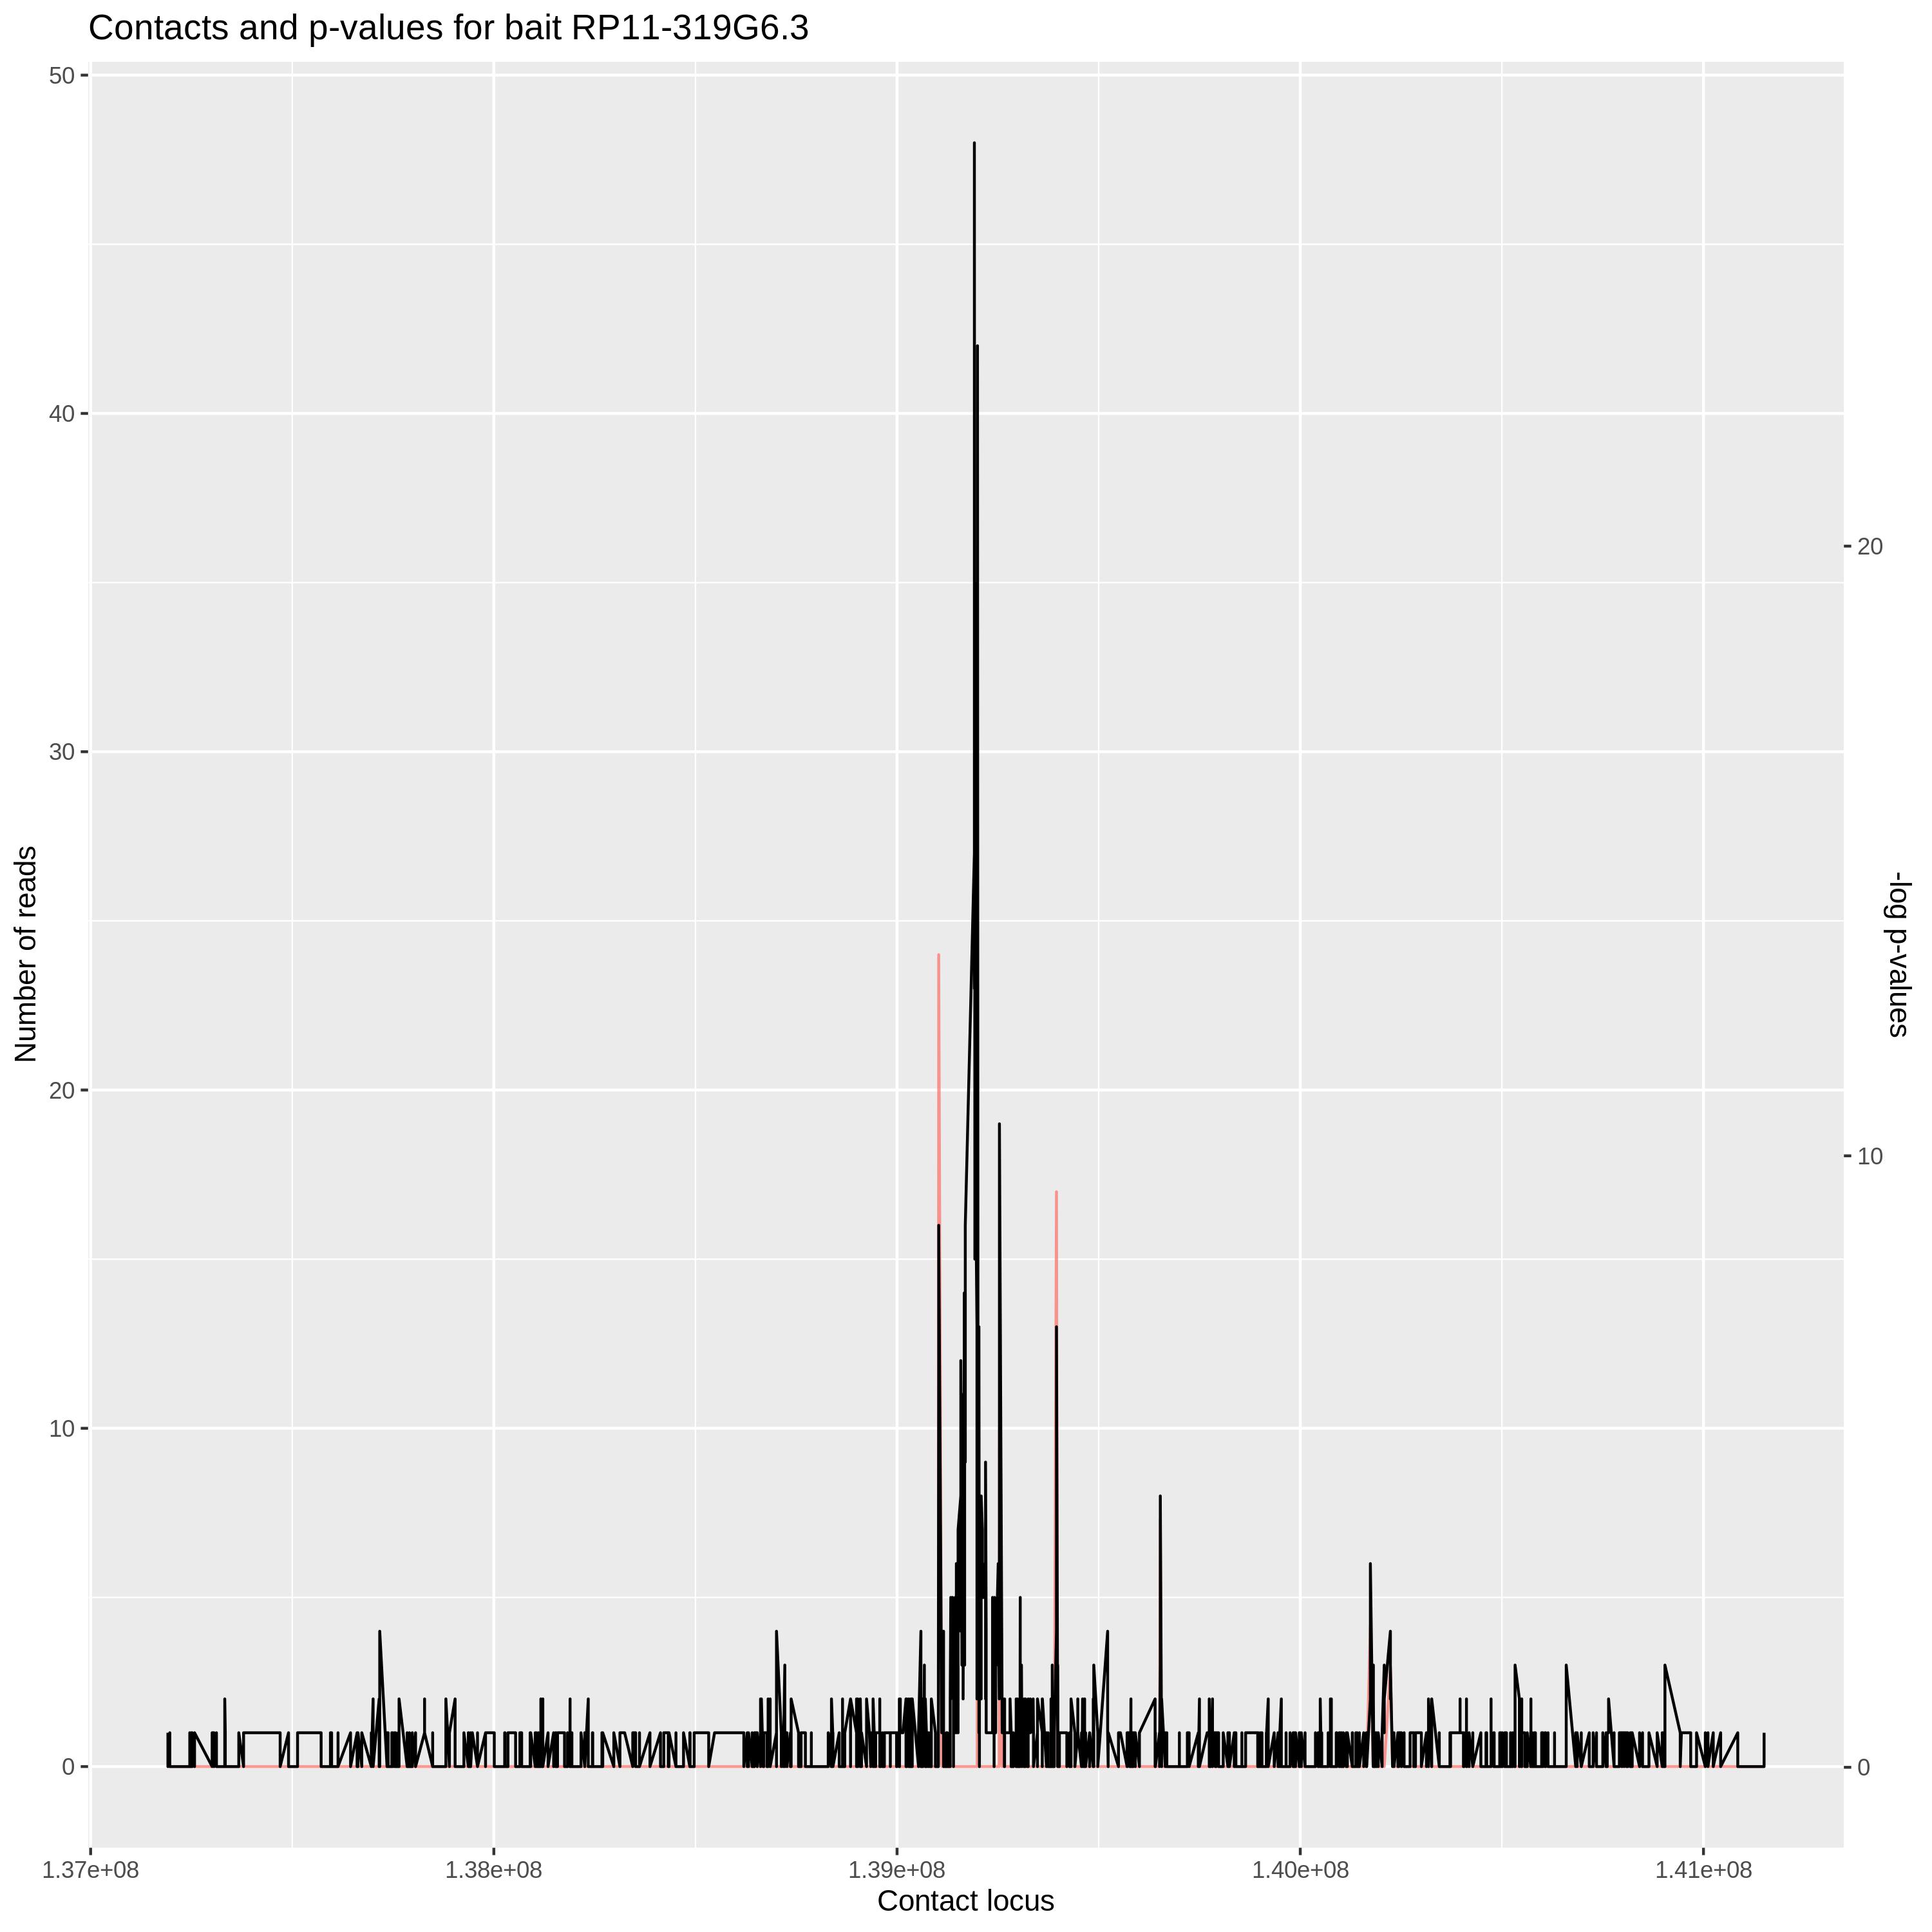 Contacts and p-values for bait RP11-319G6.3
50
40
30
20
10
0
Number of reads
20
10
0
-log p-values
1.37e+08
1.38e+08
1.39e+08
1.40e+08
1.41e+08
Contact locus